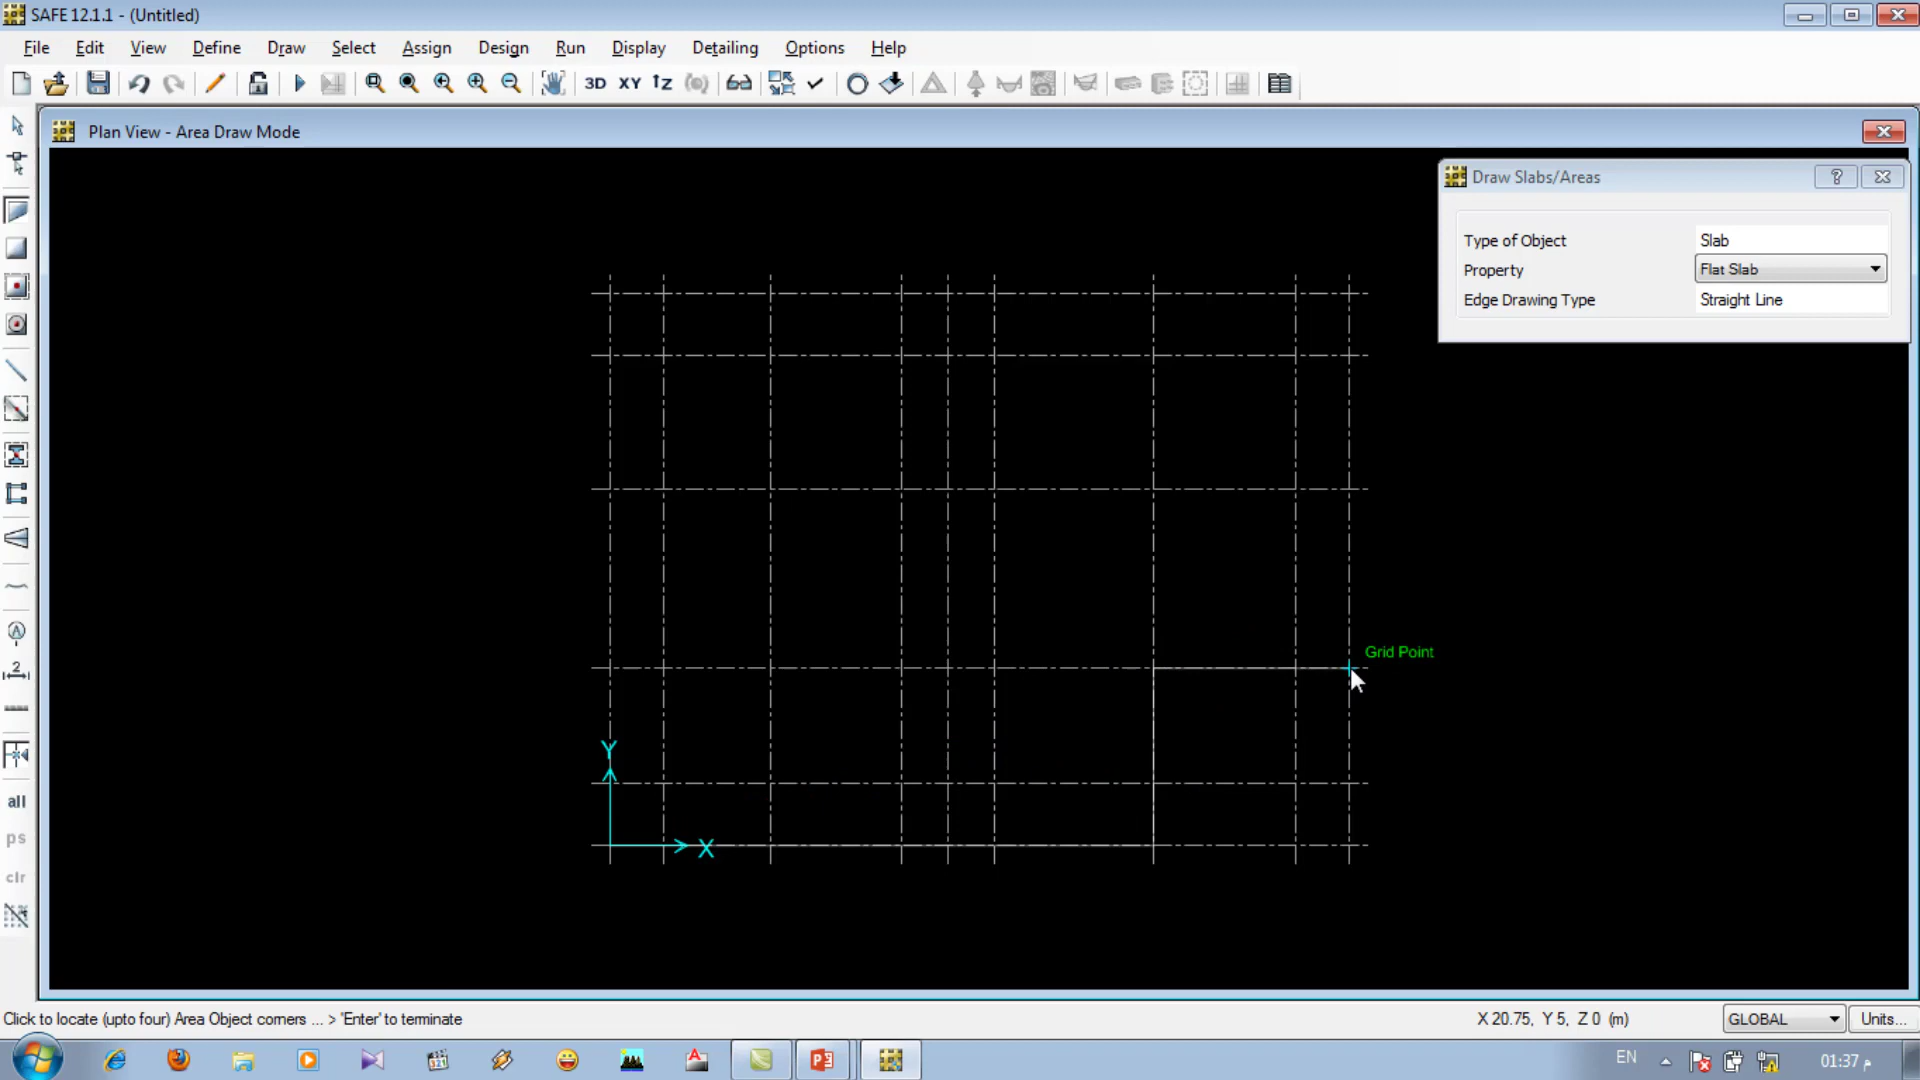 SAFE 12.1.1 - (Untitled)
File Edit View Define Draw Select Assign Design Run Display Detailing Options Help
3D XY
Plan View - Area Draw Mode
Draw Slabs/Areas
Type of Object Slab
Property Flat Slab
Edge Drawing Type Straight Line
Grid Point
Y
X
all
ps
clr
Click to locate (upto four) Area Object corners ... > 'Enter' to terminate
X 20.75, Y 5, Z 0 (m)
GLOBAL
Units...
EN
01:37 م